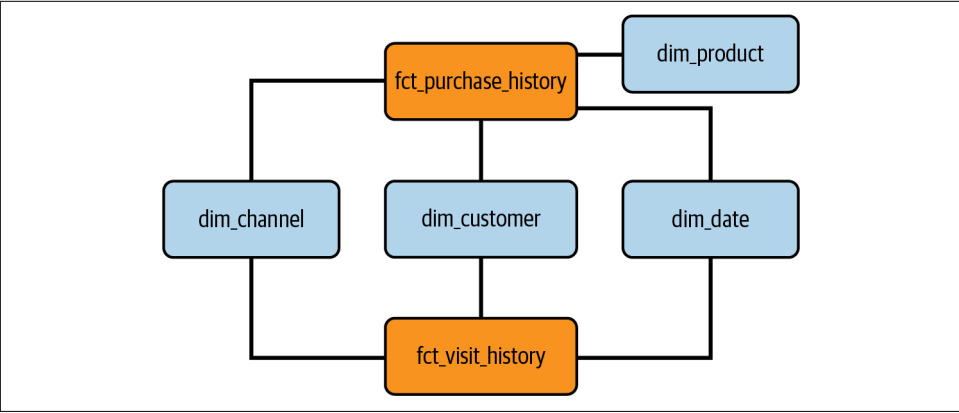 dim_product
fct_purchase_history
dim_channel
dim_customer
dim_date
fct_visit_history